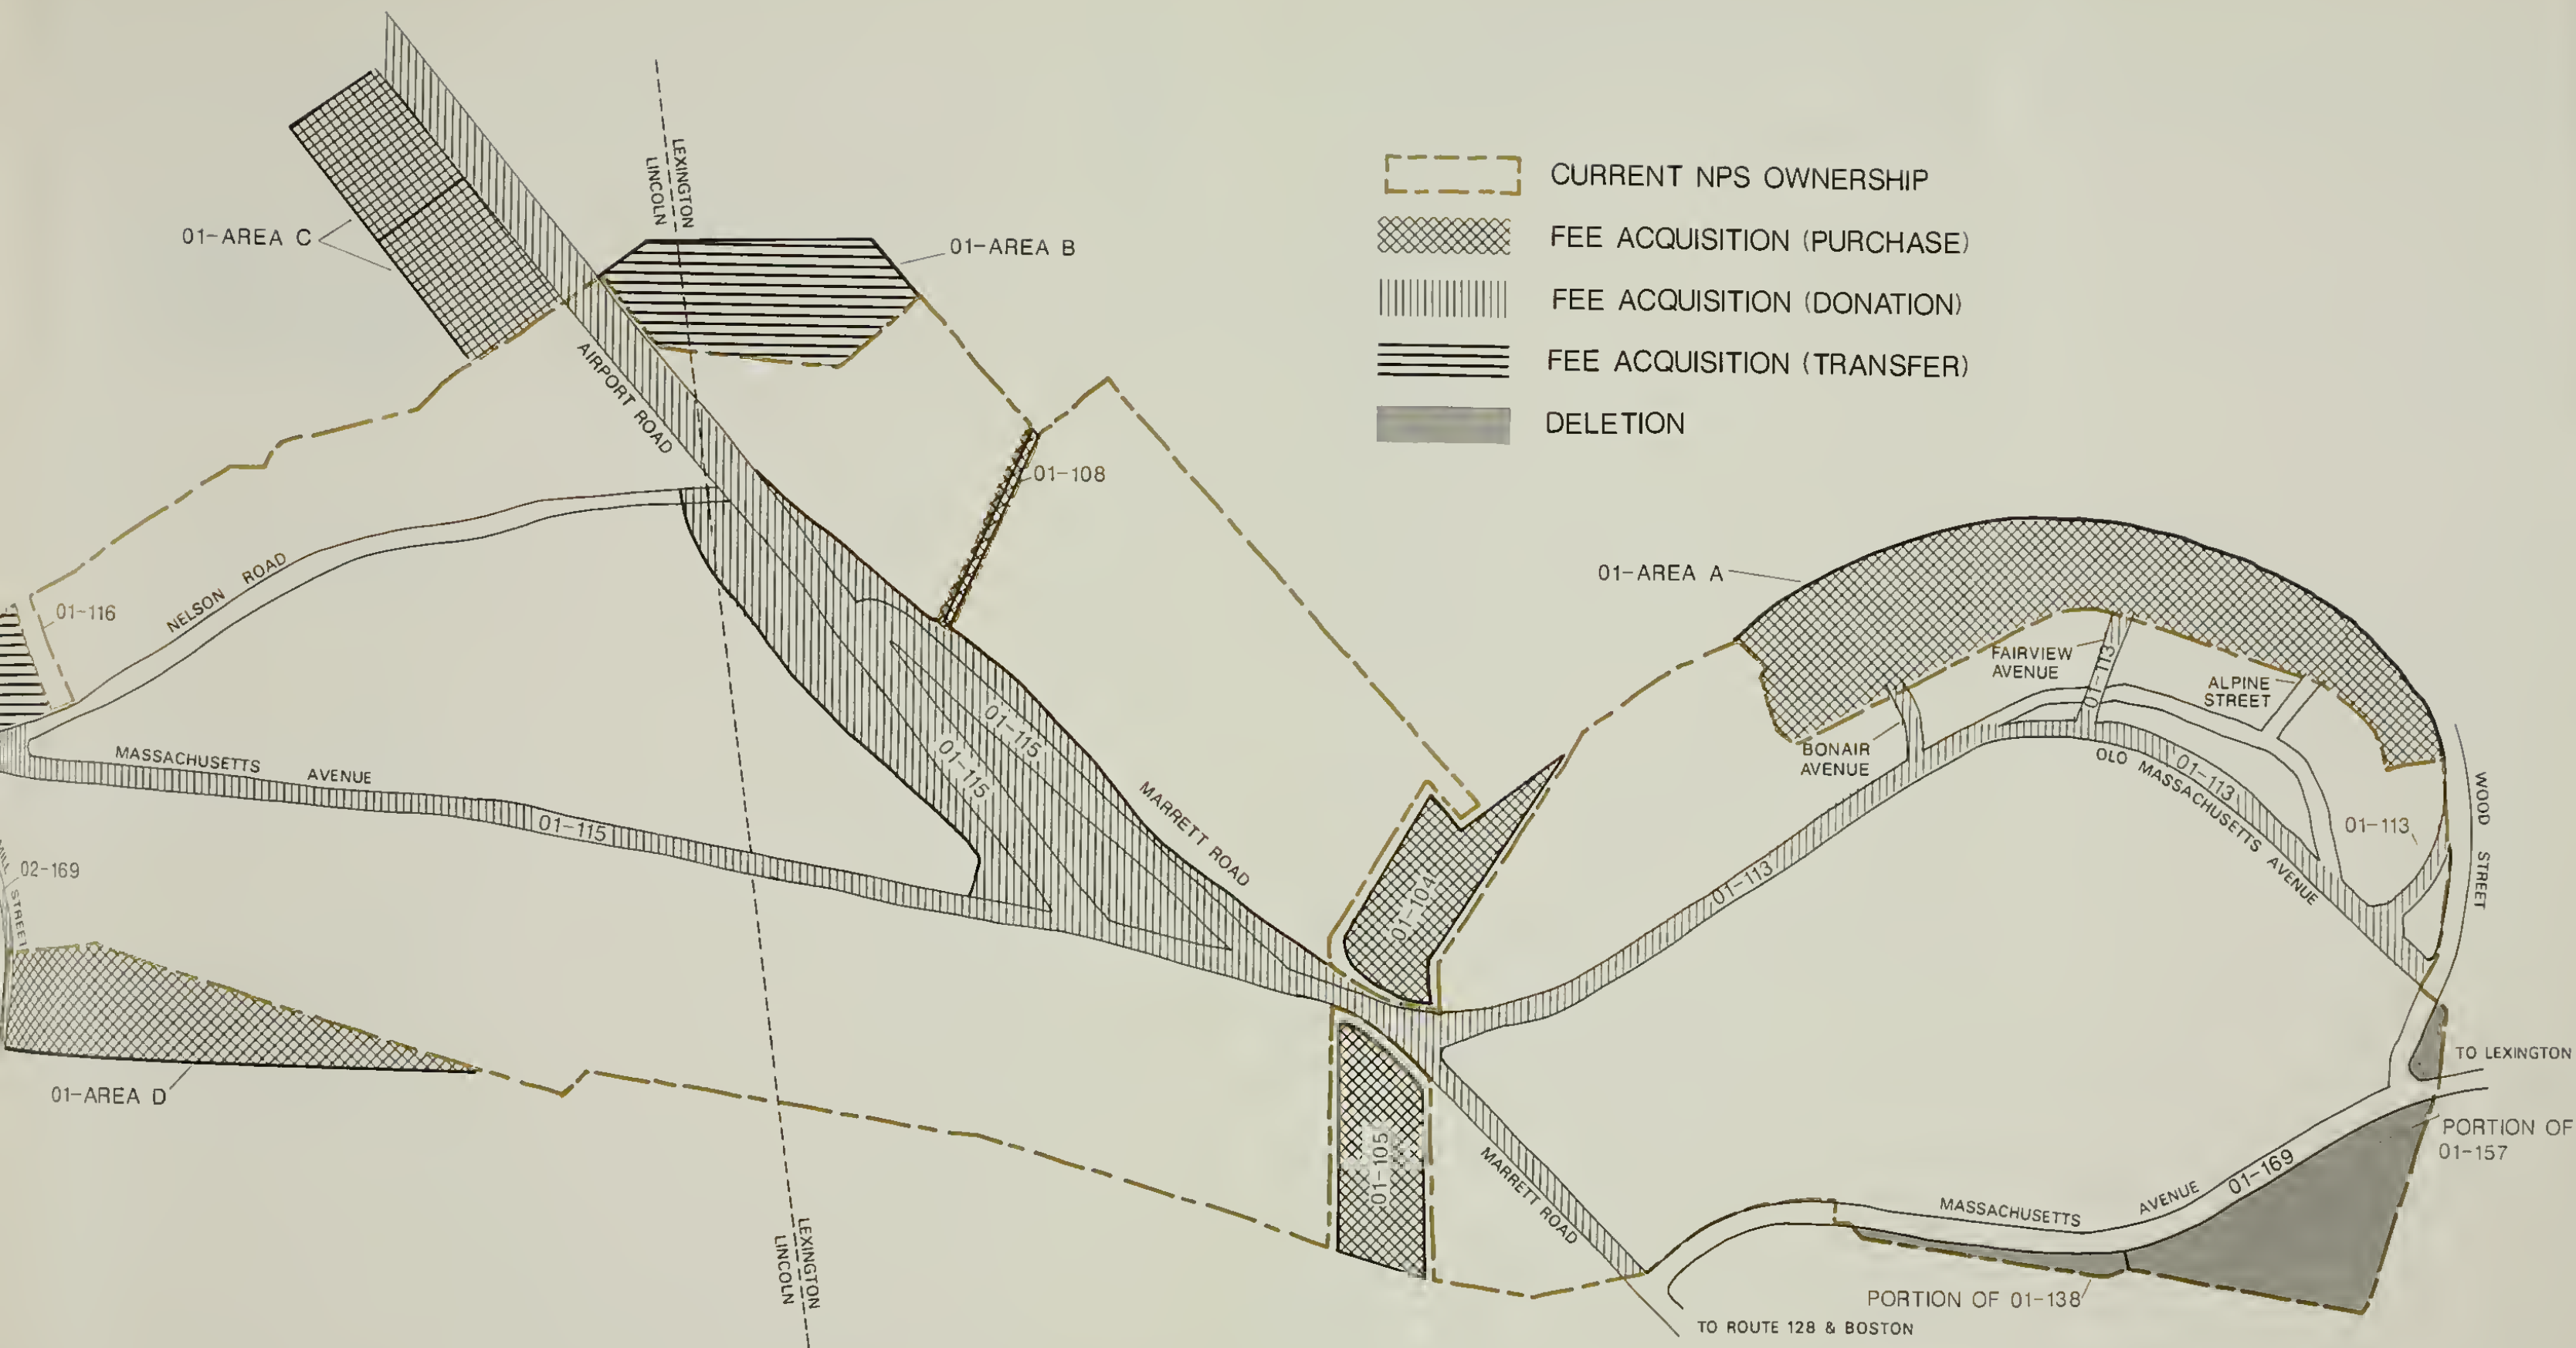 LEXINGTON
LINCOLN
CURRENT NPS OWNERSHIP
FEE ACQUISITION (PURCHASE)
FEE ACQUISITION (DONATION)
FEE ACQUISITION (TRANSFER)
DELETION
01-AREA C
01-AREA B
AIRPORT ROAD
01-108
01-AREA A
NELSON ROAD
01-116
FAIRVIEW
AVENUE
01-113
ALPINE
STREET
BONAIR
AVENUE
OLO MASSACHUSETTS AVENUE
01-113
01-113
WOOD STREET
MASSACHUSETTS AVENUE
01-115
01-115
01-115
MARRETT ROAD
01-104
01-113
02-169
MILL STREET
01-AREA D
01-105
MARRETT ROAD
TO LEXINGTON
PORTION OF
01-157
MASSACHUSETTS AVENUE
01-169
LEXINGTON
LINCOLN
PORTION OF 01-138
TO ROUTE 128 & BOSTON